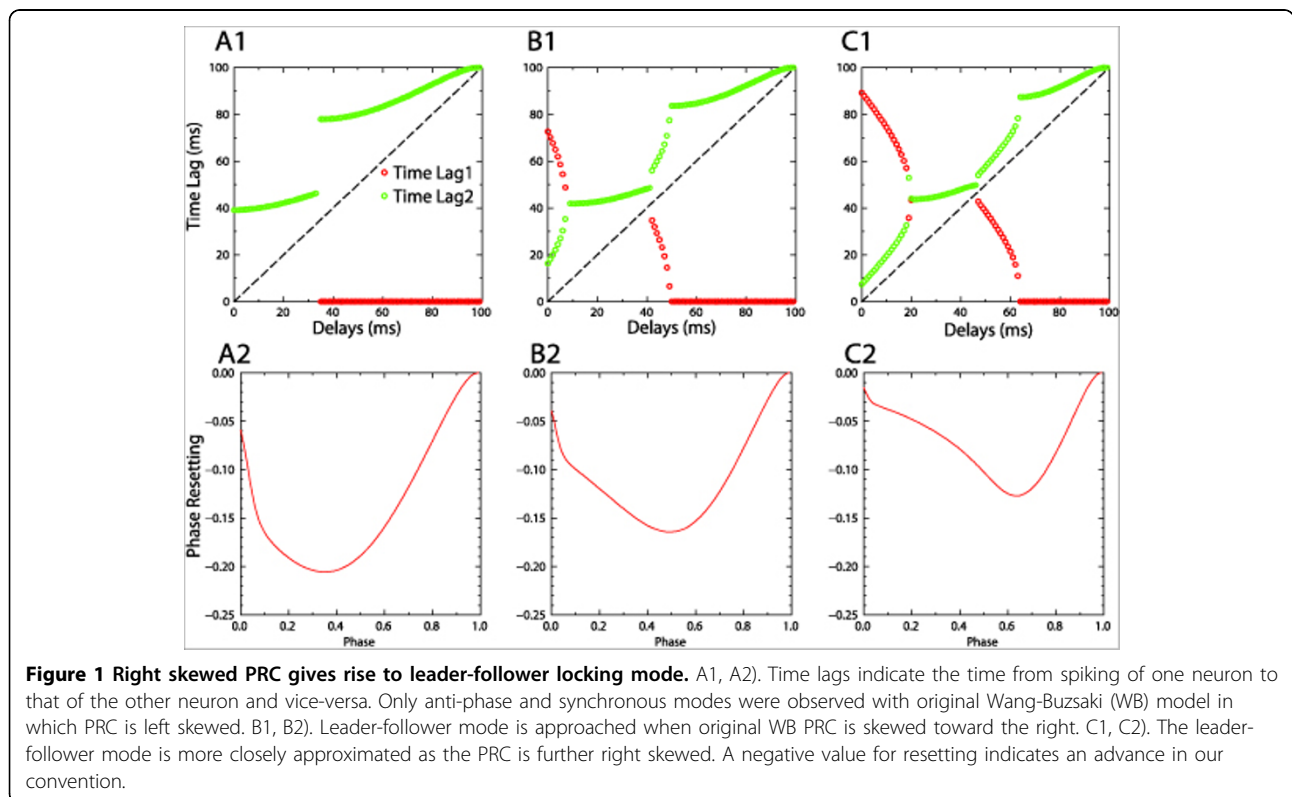 A1
B1
C1
100
80
60
40
20
0
Time Lag (ms)
Time Lag1
Time Lag2
0 20 40 60 80 100
Delays (ms)
100
80
60
40
20
0
0 20 40 60 80 100
Delays (ms)
100
80
60
40
20
0
0 20 40 60 80 100
Delays (ms)
A2
B2
C2
0.00
−0.05
−0.10
−0.15
−0.20
−0.25
Phase Resetting
0.0 0.2 0.4 0.6 0.8 1.0
Phase
0.00
−0.05
−0.10
−0.15
−0.20
−0.25
0.0 0.2 0.4 0.6 0.8 1.0
Phase
0.00
−0.05
−0.10
−0.15
−0.20
−0.25
0.0 0.2 0.4 0.6 0.8 1.0
Phase
Figure 1 Right skewed PRC gives rise to leader-follower locking mode. A1, A2). Time lags indicate the time from spiking of one neuron to
that of the other neuron and vice-versa. Only anti-phase and synchronous modes were observed with original Wang-Buzsaki (WB) model in
which PRC is left skewed. B1, B2). Leader-follower mode is approached when original WB PRC is skewed toward the right. C1, C2). The leader-
follower mode is more closely approximated as the PRC is further right skewed. A negative value for resetting indicates an advance in our
convention.